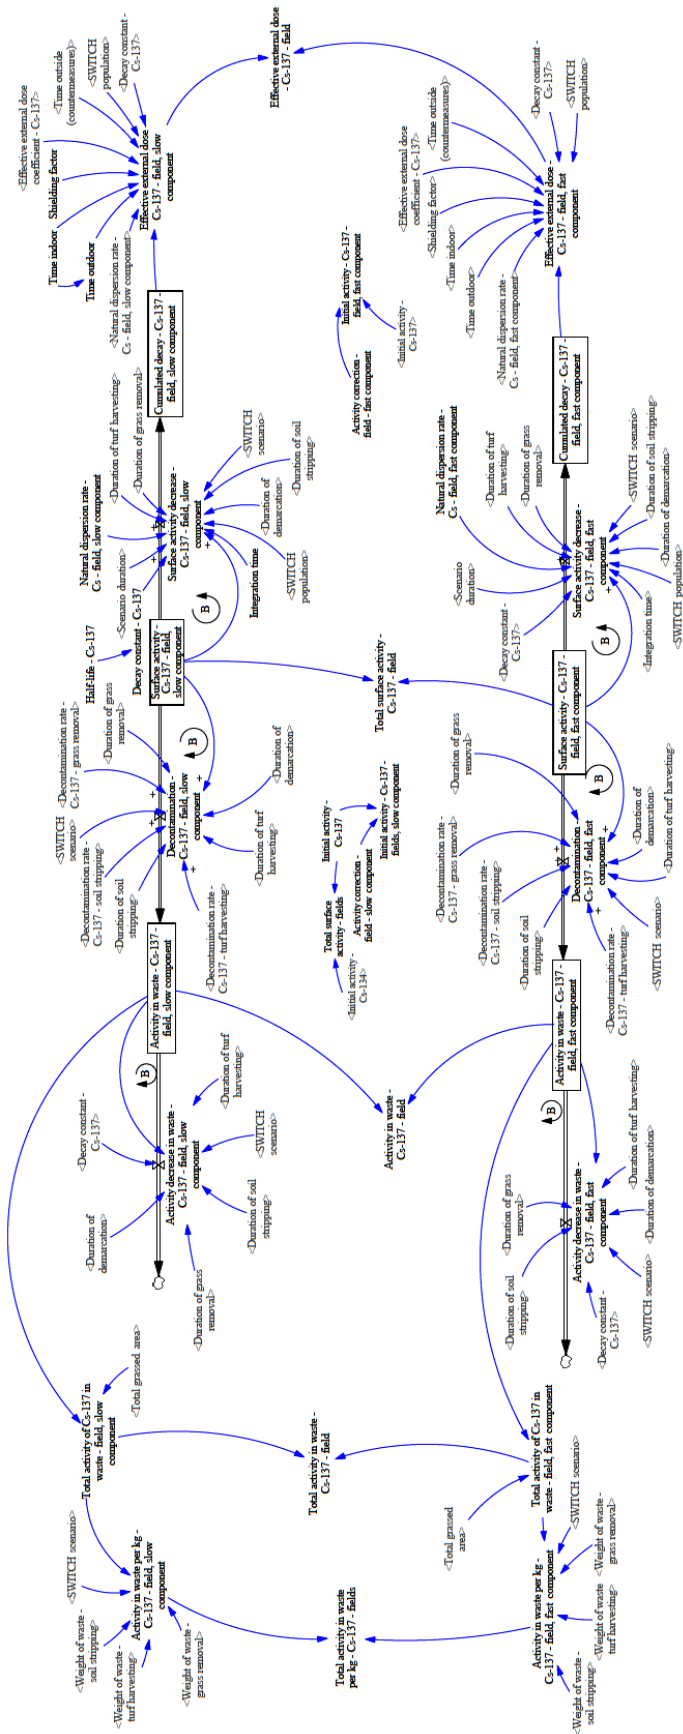 <Weight of waste -
soil stripping>
<SWITCH scenario>
<Weight of waste -
turf harvesting>
Activity in waste per kg -
Cs-137 - field, slow
component
<Weight of waste -
grass removal>
Total activity of Cs-137 in
waste - field, slow
component
<Total grassed area>
<Duration of
demarcation>
<Decay constant -
Cs-137>
Activity decrease in waste -
Cs-137 - field, slow
component
<Duration of grass
removal>
<Duration of soil
stripping>
<SWITCH
scenario>
<Duration of turf
harvesting>
B
Activity in waste - Cs-137 -
field, slow component
<SWITCH
scenario>
<Decontamination rate -
Cs-137 - grass removal>
<Decontamination rate -
Cs-137 - soil stripping>
<Duration of grass
removal>
<Duration of soil
stripping>
+
+
Decontamination -
Cs-137 - field, slow
component
+
+
<Decontamination rate -
Cs-137 - turf harvesting>
<Duration of turf
harvesting>
<Duration of
demarcation>
B
Half-life - Cs-137
Decay constant - Cs-137
Surface activity -
Cs-137 - field,
slow component
B
Natural dispersion rate -
Cs - field, slow component
<Scenario duration>
<Duration of turf harvesting>
<Duration of grass removal>
+
+
Surface activity decrease -
Cs-137 - field, slow
component
+
Integration time
<SWITCH
population>
<Duration of
demarcation>
<Duration of soil
stripping>
<SWITCH
scenario>
Cumulated decay - Cs-137 -
field, slow component
<Effective external dose
coefficient - Cs-137>
Time indoor
Shielding factor
<Time outside
(countermeasures)>
<SWITCH
population>
<Decay constant -
Cs-137>
Time outdoor
<Natural dispersion rate -
Cs - field, slow component>
Effective external dose -
Cs-137 - field, slow
component
Effective external dose
- Cs-137 - field
Total activity in waste
per kg - Cs-137 - fields
Total activity in waste -
Cs-137 - field
Activity in waste -
Cs-137 - field
<Initial activity -
Cs-134>
Total surface
activity - fields
Initial activity -
Cs-137
Activity correction -
field - slow component
Initial activity - Cs-137 -
fields, slow component
Total surface activity -
Cs-137 - field
Activity correction -
field - fast component
Initial activity - Cs-137 -
field, fast component
<Initial activity -
Cs-137>
<Weight of waste -
soil stripping>
Activity in waste per kg -
Cs-137 - field, fast component
<Weight of waste -
turf harvesting>
<Weight of waste -
grass removal>
<SWITCH scenario>
<Total grassed
area>
Total activity of Cs-137 in
waste - field, fast component
<Duration of soil
stripping>
<Duration of grass
removal>
Activity decrease in waste -
Cs-137 - field, fast
component
<Decay constant -
Cs-137>
<SWITCH scenario>
<Duration of demarcation>
<Duration of turf harvesting>
B
Activity in waste - Cs-137 -
field, fast component
<Decontamination rate -
Cs-137 - grass removal>
<Decontamination rate -
Cs-137 - soil stripping>
<Duration of grass
removal>
<Duration of soil
stripping>
+
Decontamination -
Cs-137 - field, fast
component
+
+
<Decontamination rate -
Cs-137 - turf harvesting>
<SWITCH scenario>
<Duration of
demarcation>
<Duration of turf harvesting>
B
Surface activity - Cs-137 -
field, fast component
B
Natural dispersion rate -
Cs - field, fast component
<Scenario
duration>
<Decay constant -
Cs-137>
<Duration of turf
harvesting>
<Duration of grass
removal>
Surface activity decrease -
Cs-137 - field, fast
component
+
<Integration time>
<SWITCH population>
<Duration of demarcation>
<Duration of soil stripping>
<SWITCH scenario>
Cumulated decay - Cs-137 -
field, fast component
<Effective external dose
coefficient - Cs-137>
<Time outside
(countermeasures)>
<Shielding factor>
<Time indoor>
<Time outdoor>
<Natural dispersion rate -
Cs - field, fast component>
<Decay constant -
Cs-137>
<SWITCH
population>
Effective external dose -
Cs-137 - field, fast
component